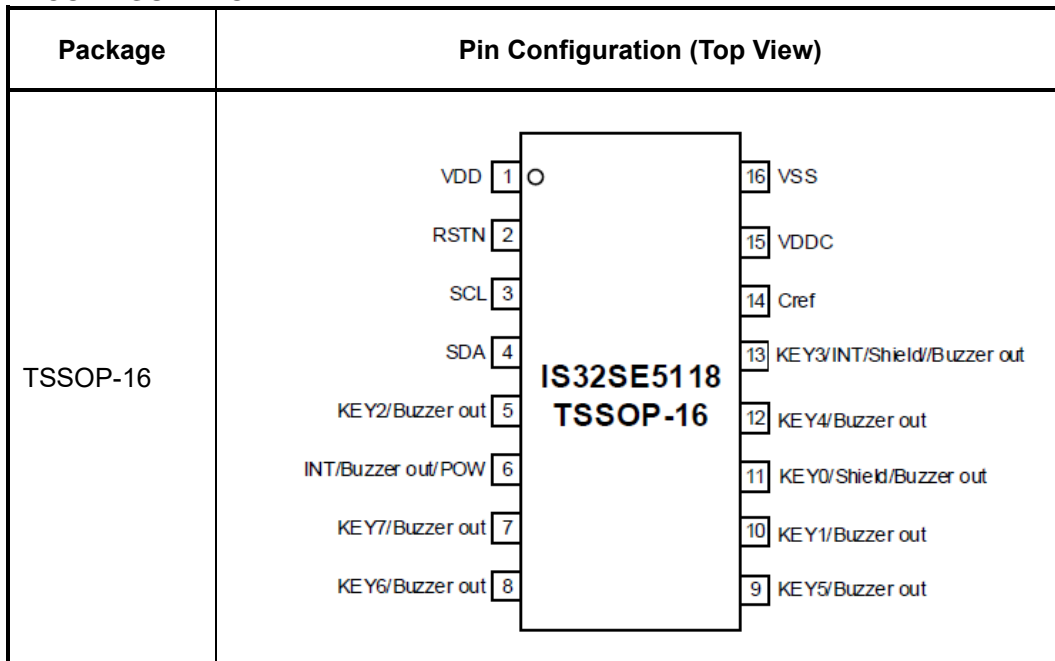 Package
Pin Configuration (Top View)
TSSOP-16
VDD 1
RSTN 2
SCL 3
SDA 4
KEY2/Buzzer out 5
INT/Buzzer out/POW 6
KEY7/Buzzer out 7
KEY6/Buzzer out 8
IS32SE5118
TSSOP-16
16 VSS
15 VDDC
14 Cref
13 KEY3/INT/Shield//Buzzer out
12 KEY4/Buzzer out
11 KEY0/Shield/Buzzer out
10 KEY1/Buzzer out
9 KEY5/Buzzer out